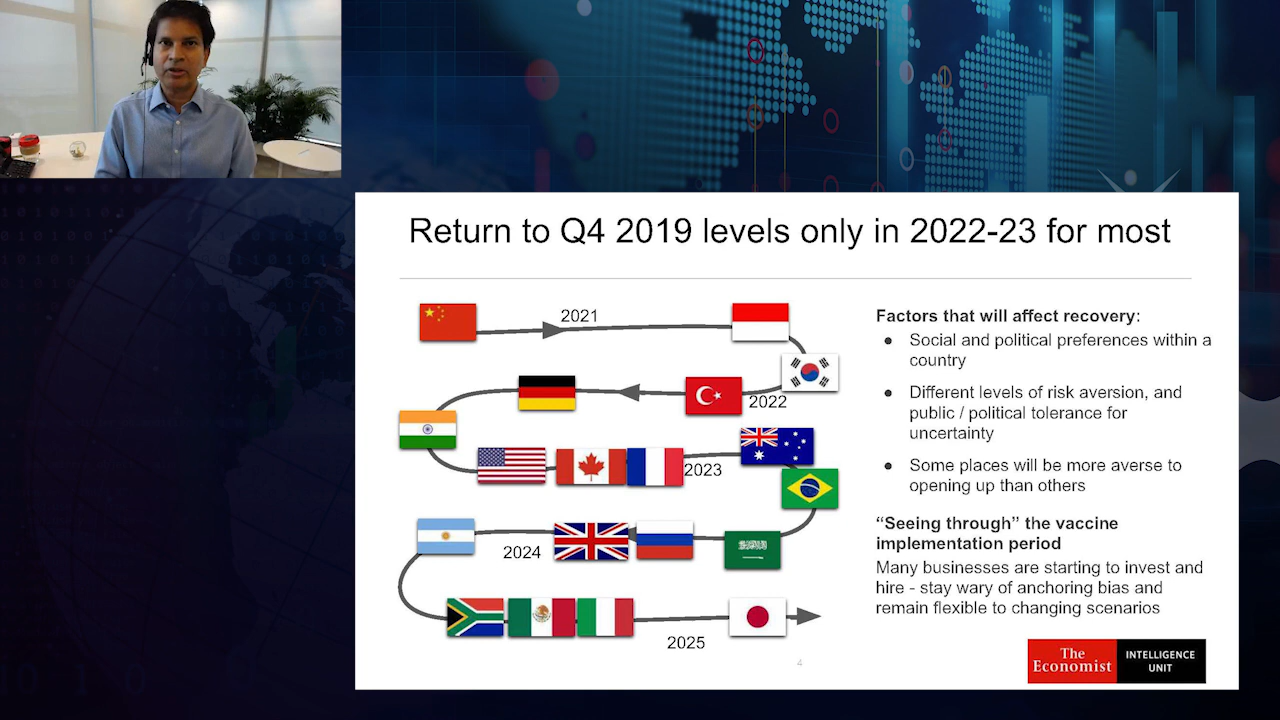 Return to Q4 2019 levels only in 2022-23 for most
2021
2022
2023
2024
2025
Factors that will affect recovery:
● Social and political preferences within a
country
● Different levels of risk aversion, and
public / political tolerance for
uncertainty
● Some places will be more averse to
opening up than others
“Seeing through” the vaccine
implementation period
Many businesses are starting to invest and
hire - stay wary of anchoring bias and
remain flexible to changing scenarios
4
The
Economist
INTELLIGENCE
UNIT